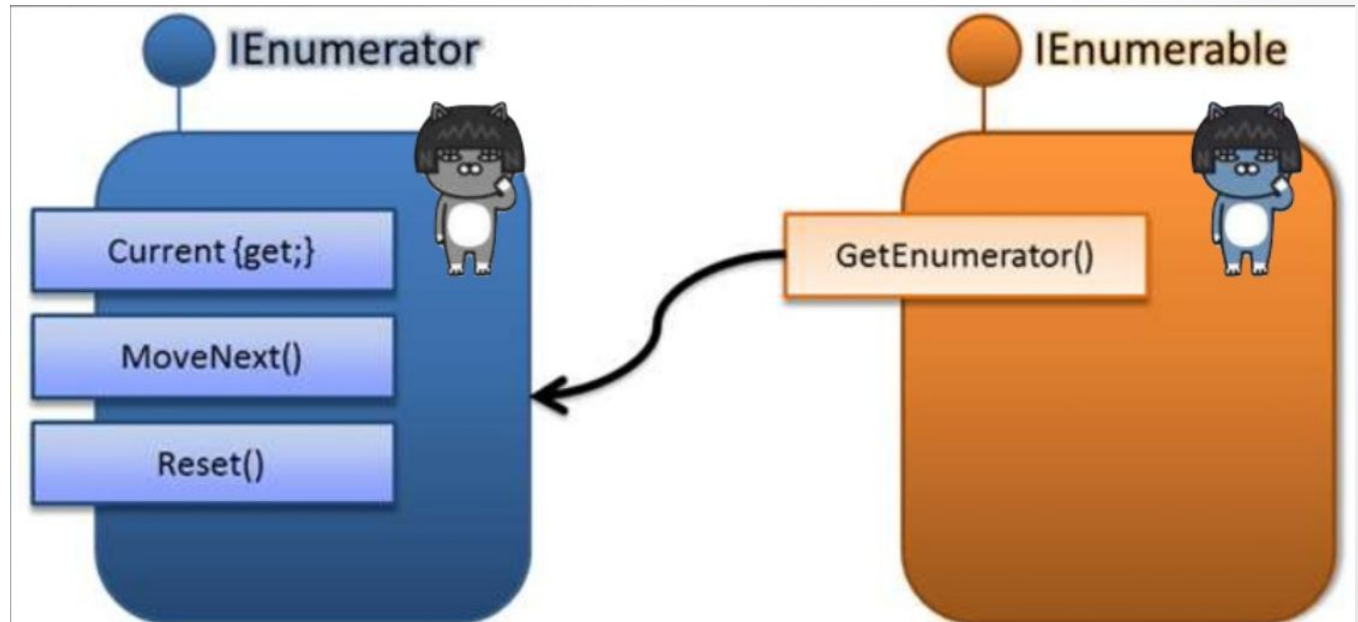 IEnumerator
IEnumerable
Current {get;}
GetEnumerator()
MoveNext()
Reset()